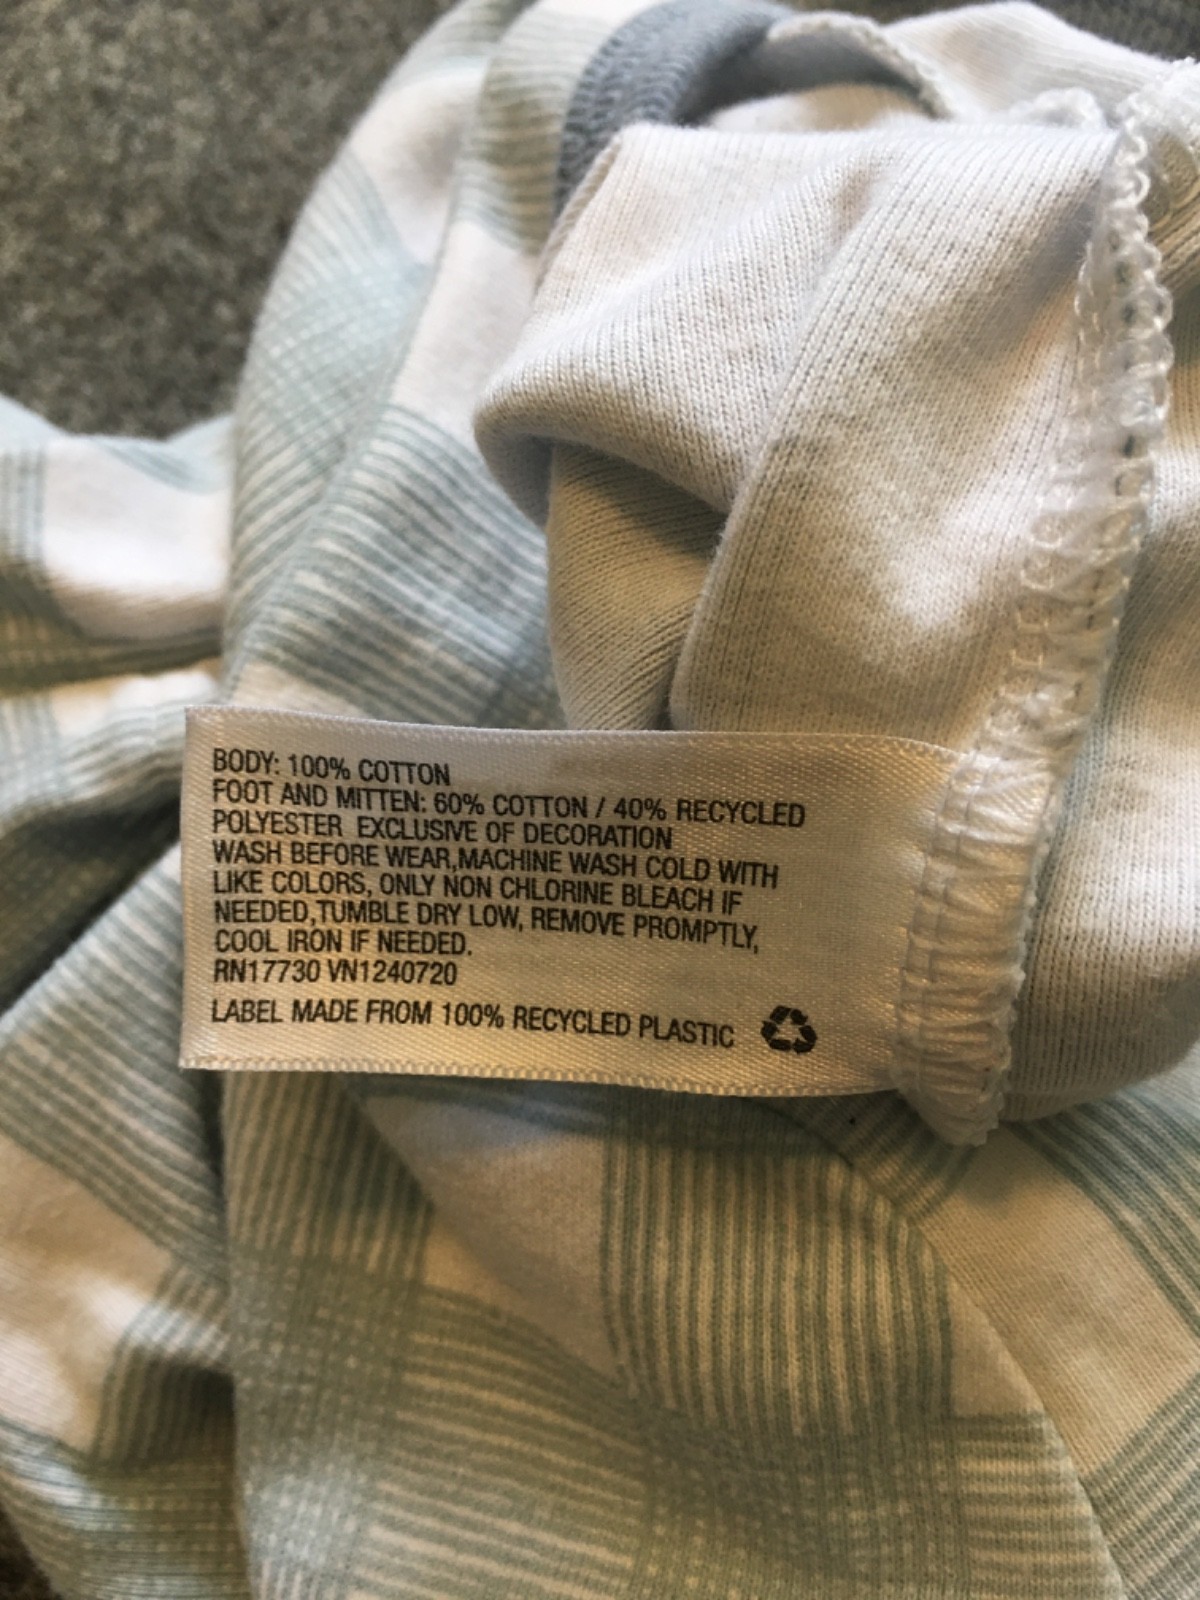 BODY: 100% COTTON
FOOT AND MITTEN: 60% COTTON / 40% RECYCLED
POLYESTER EXCLUSIVE OF DECORATION
WASH BEFORE WEAR,MACHINE WASH COLD WITH
LIKE COLORS, ONLY NON CHLORINE BLEACH IF
NEEDED,TUMBLE DRY LOW, REMOVE PROMPTLY,
COOL IRON IF NEEDED.
RN17730 VN1240720
LABEL MADE FROM 100% RECYCLED PLASTIC